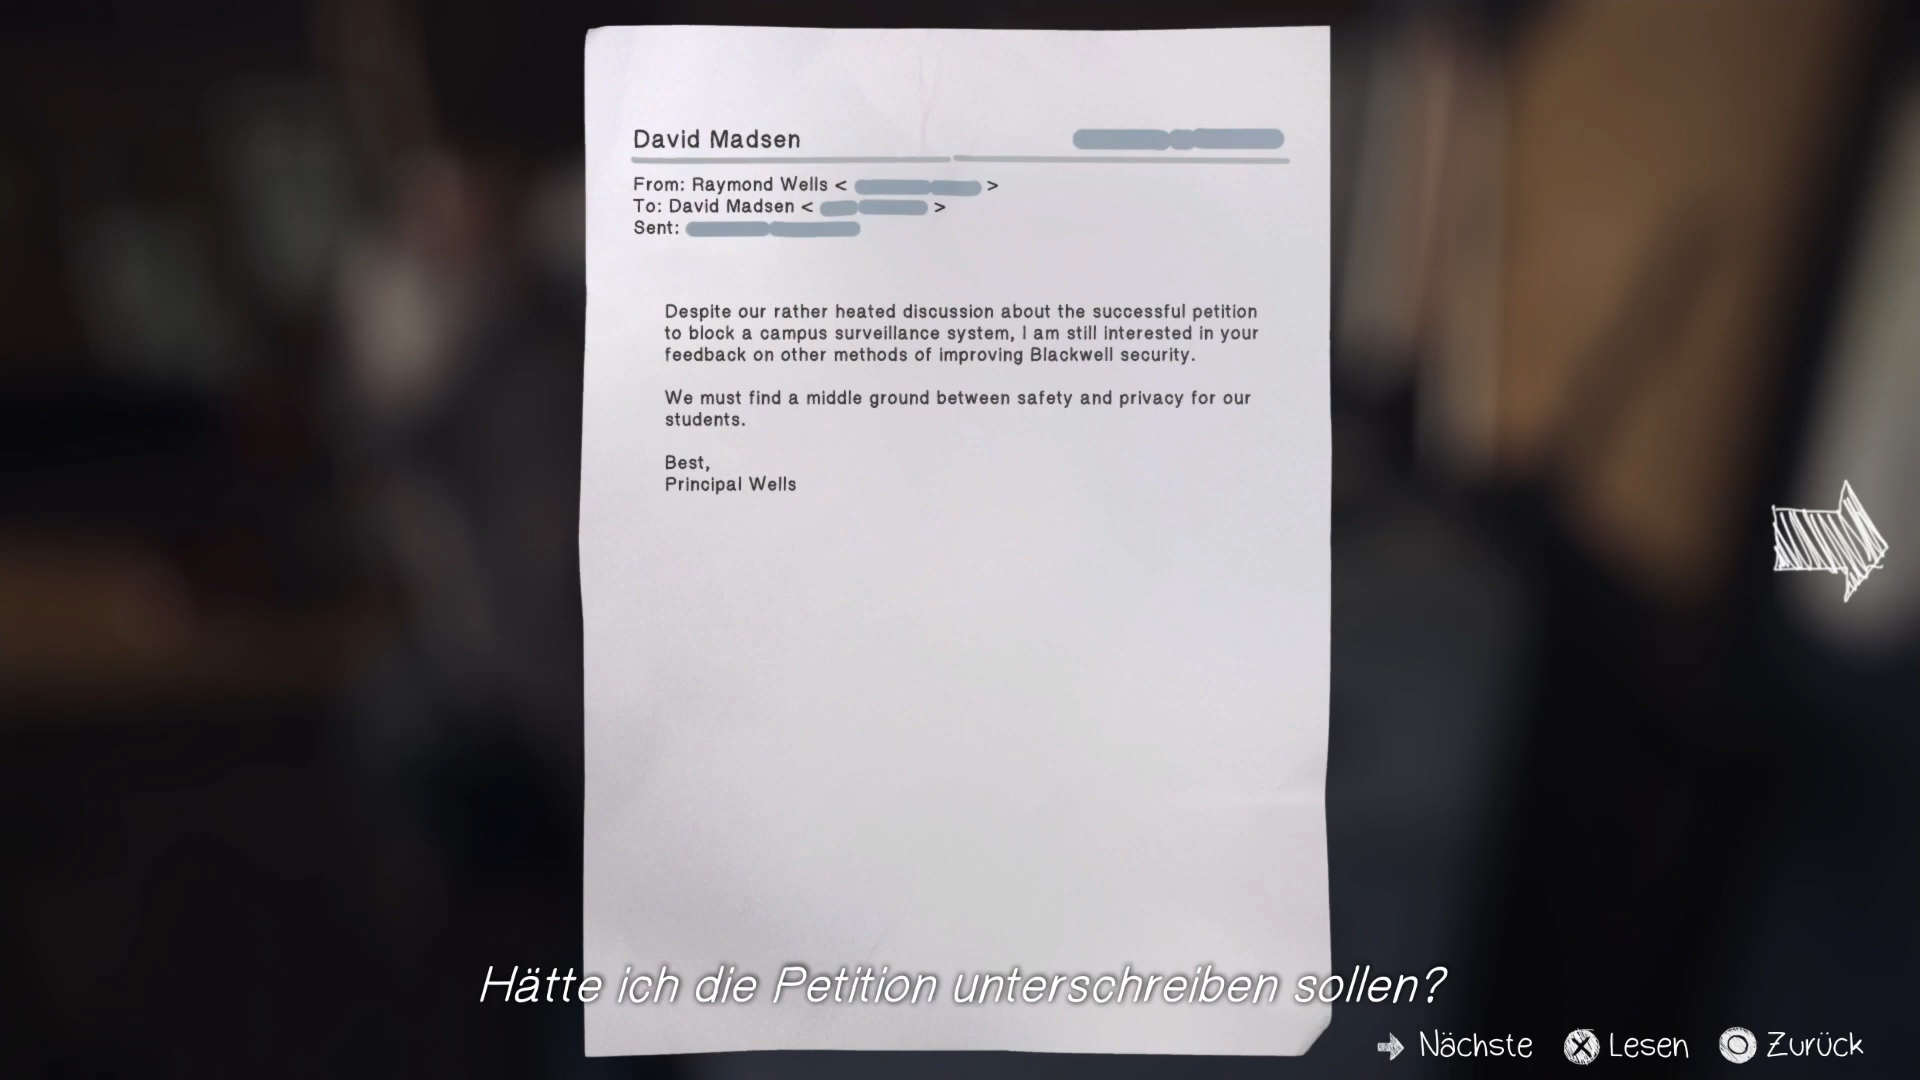 David Madsen
From: Raymond Wells < >
To: David Madsen < >
Sent:
Despite our rather heated discussion about the successful petition
to block a campus surveillance system, I am still interested in your
feedback on other methods of improving Blackwell security.
We must find a middle ground between safety and privacy for our
students.
Best,
Principal Wells
Hätte ich die Petition unterschreiben sollen?
Nächste Lesen Zurück